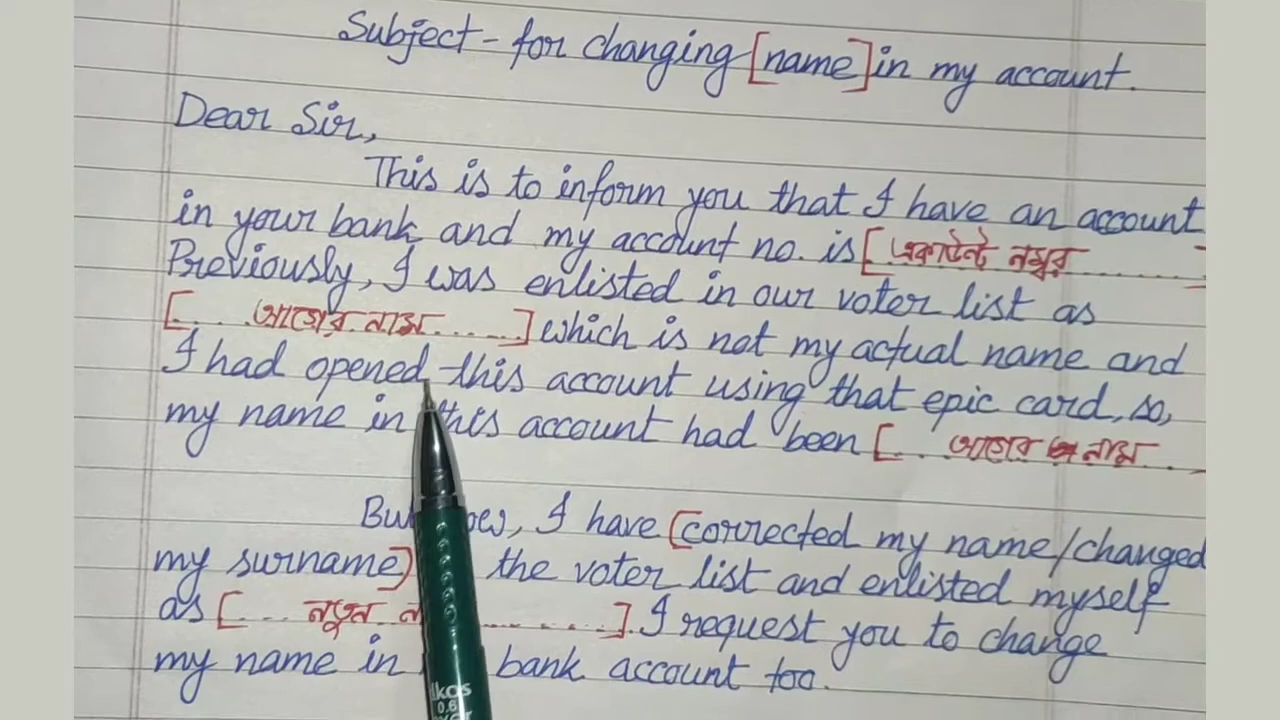 Subject - for changing [name] in my account.
Dear Sir,
This is to inform you that I have an account
in your bank and my account no. is [একাউন্ট নম্বর..........
Previously, I was enlisted in our voter list as
[... আগের নাম ......] which is not my actual name and
I had opened this account using that epic card, so,
my name in this account had been [.. আগের নাম ...
I have [corrected my name/changed
my surname] the voter list and enlisted myself
as [... নতুন ..........]. I request you to change
my name in bank account too.
0.6